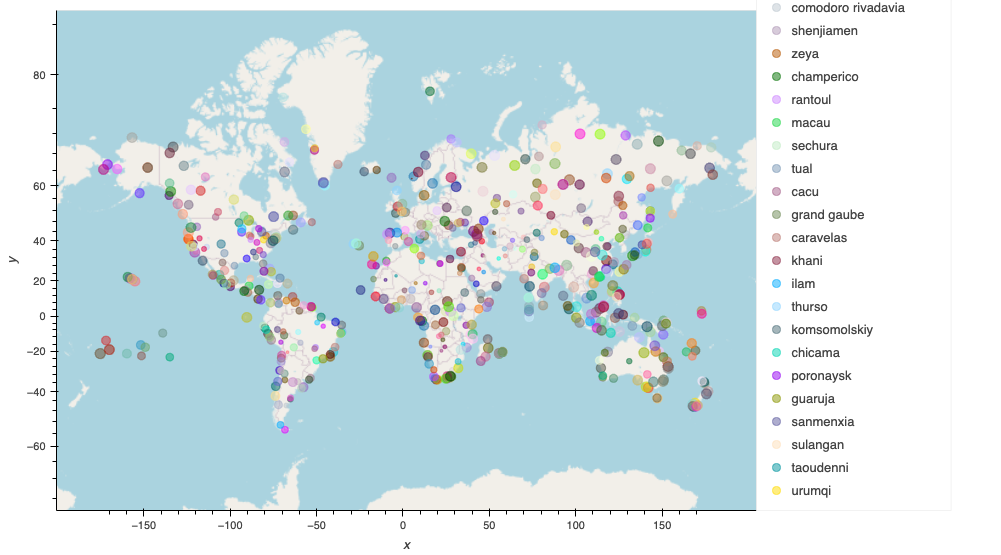 comodoro rivadavia
shenjiamen
zeya
champerico
rantoul
macau
sechura
tual
cacu
grand gaube
caravelas
khani
ilam
thurso
komsomolskiy
chicama
poronaysk
guaruja
sanmenxia
sulangan
taoudenni
urumqi
y
80
60
40
20
0
−20
−40
−60
−150
−100
−50
0
50
100
150
x